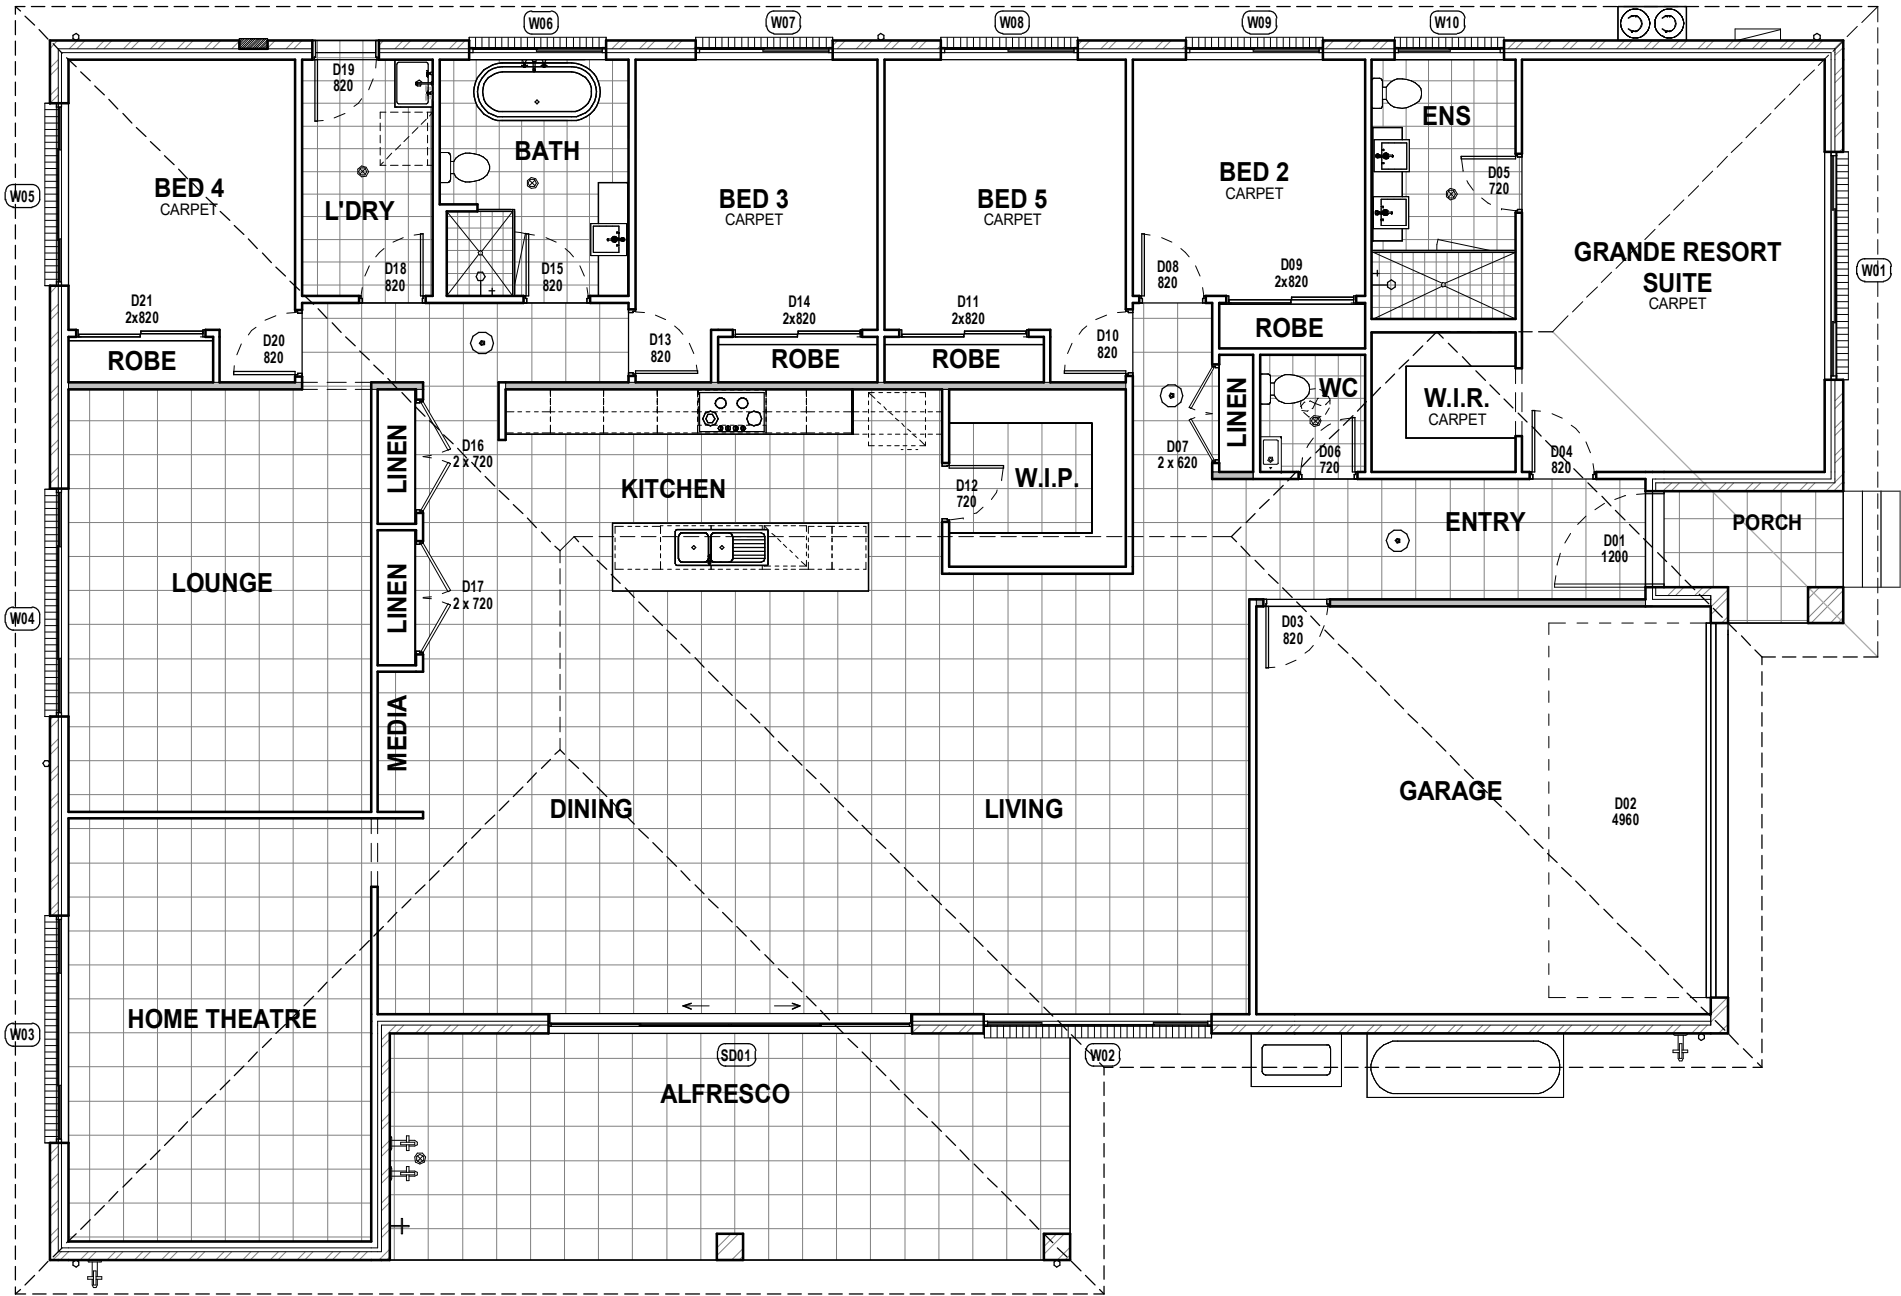 W06
W07
W08
W09
W10
D19
820
BED 4
CARPET
L'DRY
BATH
BED 3
CARPET
BED 5
CARPET
BED 2
CARPET
ENS
D05
720
GRANDE RESORT
SUITE
CARPET
W05
W01
D21
2x820
D18
820
D15
820
D14
2x820
D11
2x820
D08
820
D09
2x820
ROBE
D20
820
D13
820
ROBE
ROBE
D10
820
ROBE
LINEN
WC
W.I.R.
CARPET
LINEN
D16
2 x 720
KITCHEN
D12
720
W.I.P.
D07
2 x 620
D06
720
D04
820
ENTRY
D01
1200
PORCH
LOUNGE
LINEN
D17
2 x 720
W04
D03
820
MEDIA
DINING
LIVING
GARAGE
D02
4960
HOME THEATRE
W03
SD01
W02
ALFRESCO